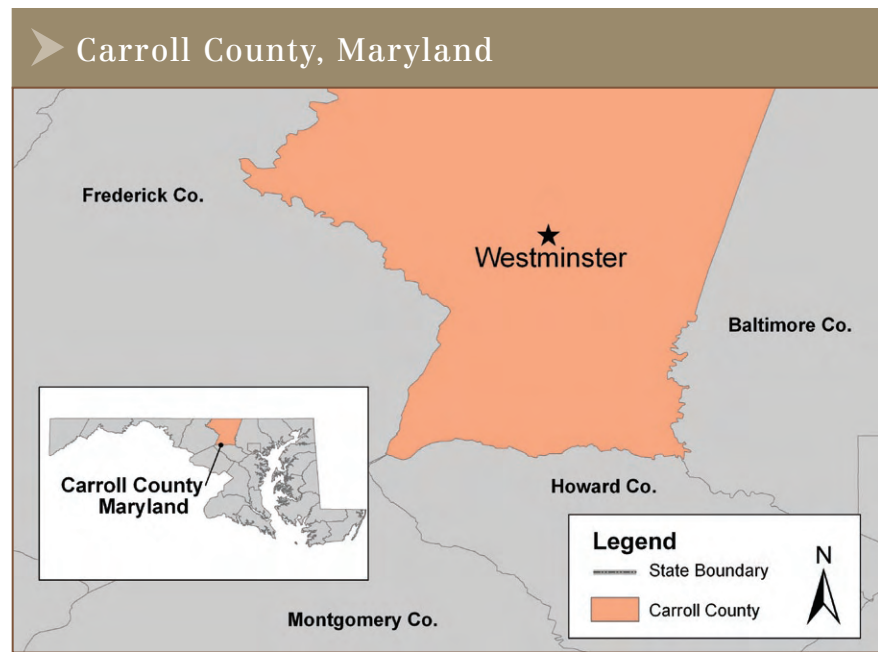 Carroll County, Maryland
Frederick Co.
Westminster
Baltimore Co.
Carroll County
Maryland
Howard Co.
Montgomery Co.
Legend
State Boundary
Carroll County
N